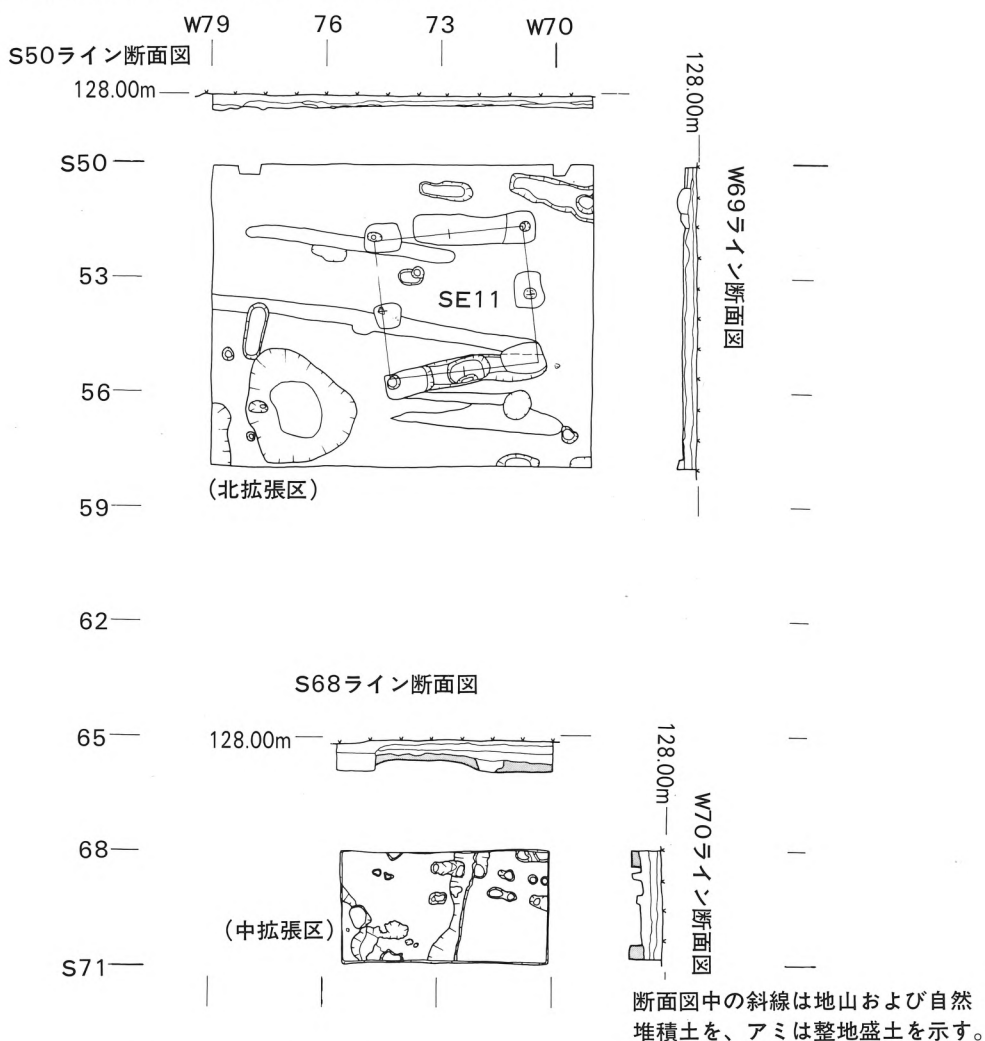 W79 76 73 W70
S50ライン断面図
128.00m
128.00m
S50
W69ライン断面図
53
SE11
56
(北拡張区)
59
62
S68ライン断面図
65
128.00m
128.00m
W70ライン断面図
68
(中拡張区)
S71
断面図中の斜線は地山および自然
堆積土を、アミは整地盛土を示す。